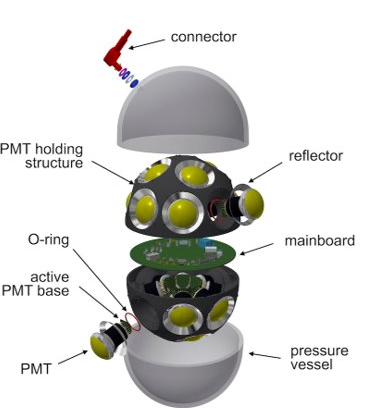 connector
PMT holding
structure
reflector
O-ring
mainboard
active
PMT base
pressure
vessel
PMT